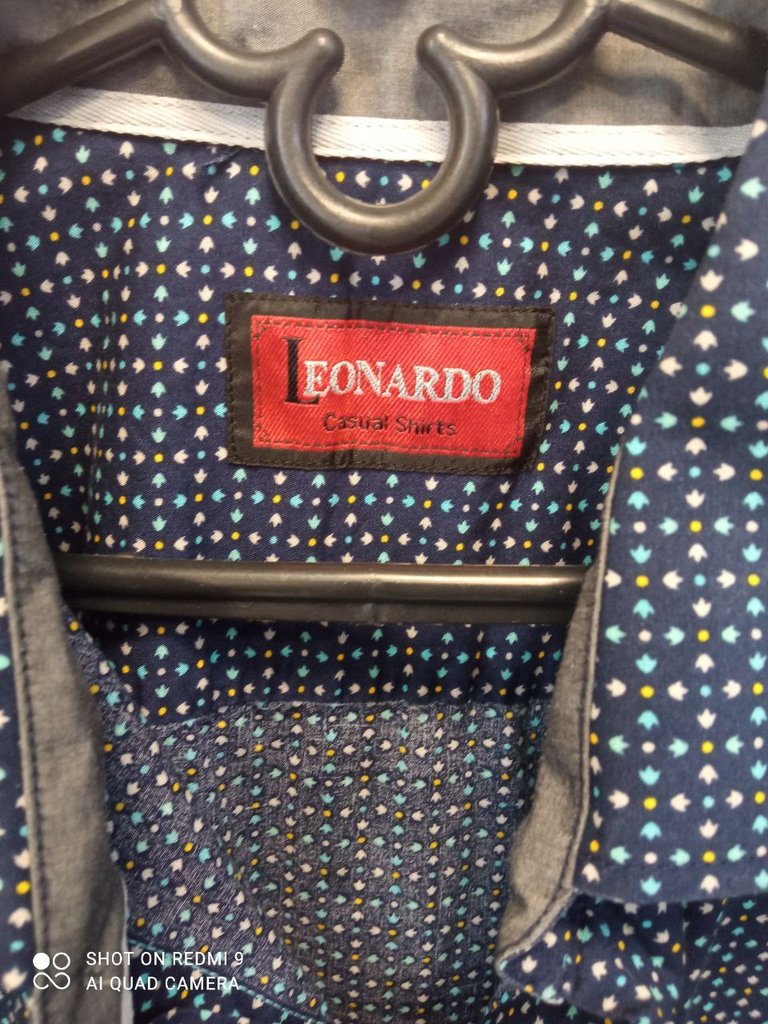 LEONARDO
Casual Shirts
SHOT ON REDMI 9
AI QUAD CAMERA